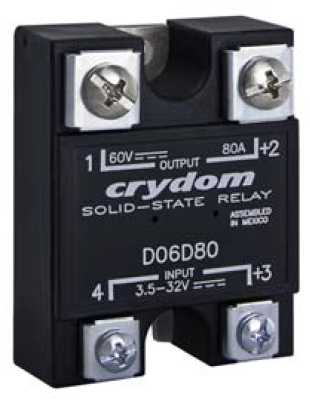 1 60V 80A +2
OUTPUT
crydom
SOLID-STATE RELAY
ASSEMBLED
IN MEXICO
D06D80
INPUT
4 3.5-32V +3